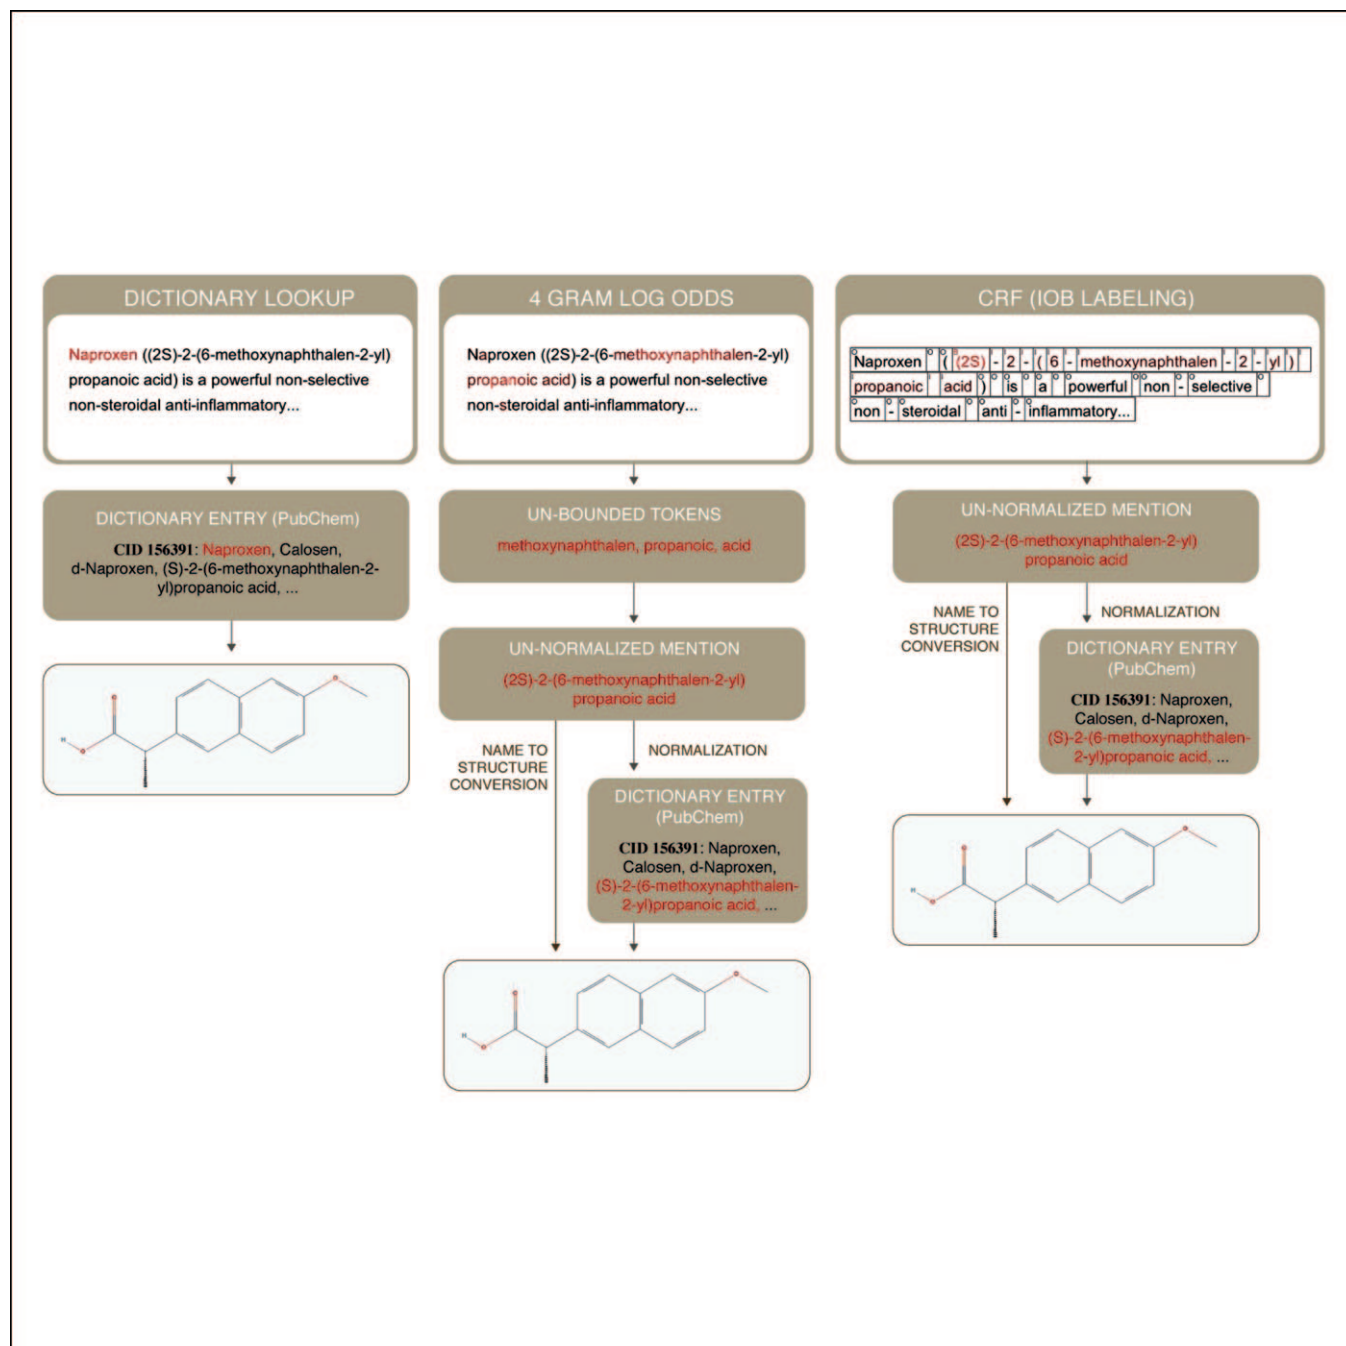 DICTIONARY LOOKUP
Naproxen ((2S)-2-(6-methoxynaphthalen-2-yl)
propanoic acid) is a powerful non-selective
non-steroidal anti-inflammatory...
DICTIONARY ENTRY (PubChem)
CID 156391: Naproxen, Calosen,
d-Naproxen, (S)-2-(6-methoxynaphthalen-2-
yl)propanoic acid, ...
H
O
O
O
4 GRAM LOG ODDS
Naproxen ((2S)-2-(6-methoxynaphthalen-2-yl)
propanoic acid) is a powerful non-selective
non-steroidal anti-inflammatory...
UN-BOUNDED TOKENS
methoxynaphthalen, propanoic, acid
UN-NORMALIZED MENTION
(2S)-2-(6-methoxynaphthalen-2-yl)
propanoic acid
NAME TO
STRUCTURE
CONVERSION
NORMALIZATION
DICTIONARY ENTRY
(PubChem)
CID 156391: Naproxen,
Calosen, d-Naproxen,
(S)-2-(6-methoxynaphthalen-
2-yl)propanoic acid, ...
H
O
O
O
CRF (IOB LABELING)
Naproxen ( (2S) - 2 - ( 6 - methoxynaphthalen - 2 - yl )
propanoic acid ) is a powerful non - selective
non - steroidal anti - inflammatory...
UN-NORMALIZED MENTION
(2S)-2-(6-methoxynaphthalen-2-yl)
propanoic acid
NAME TO
STRUCTURE
CONVERSION
NORMALIZATION
DICTIONARY ENTRY
(PubChem)
CID 156391: Naproxen,
Calosen, d-Naproxen,
(S)-2-(6-methoxynaphthalen-
2-yl)propanoic acid, ...
H
O
O
O